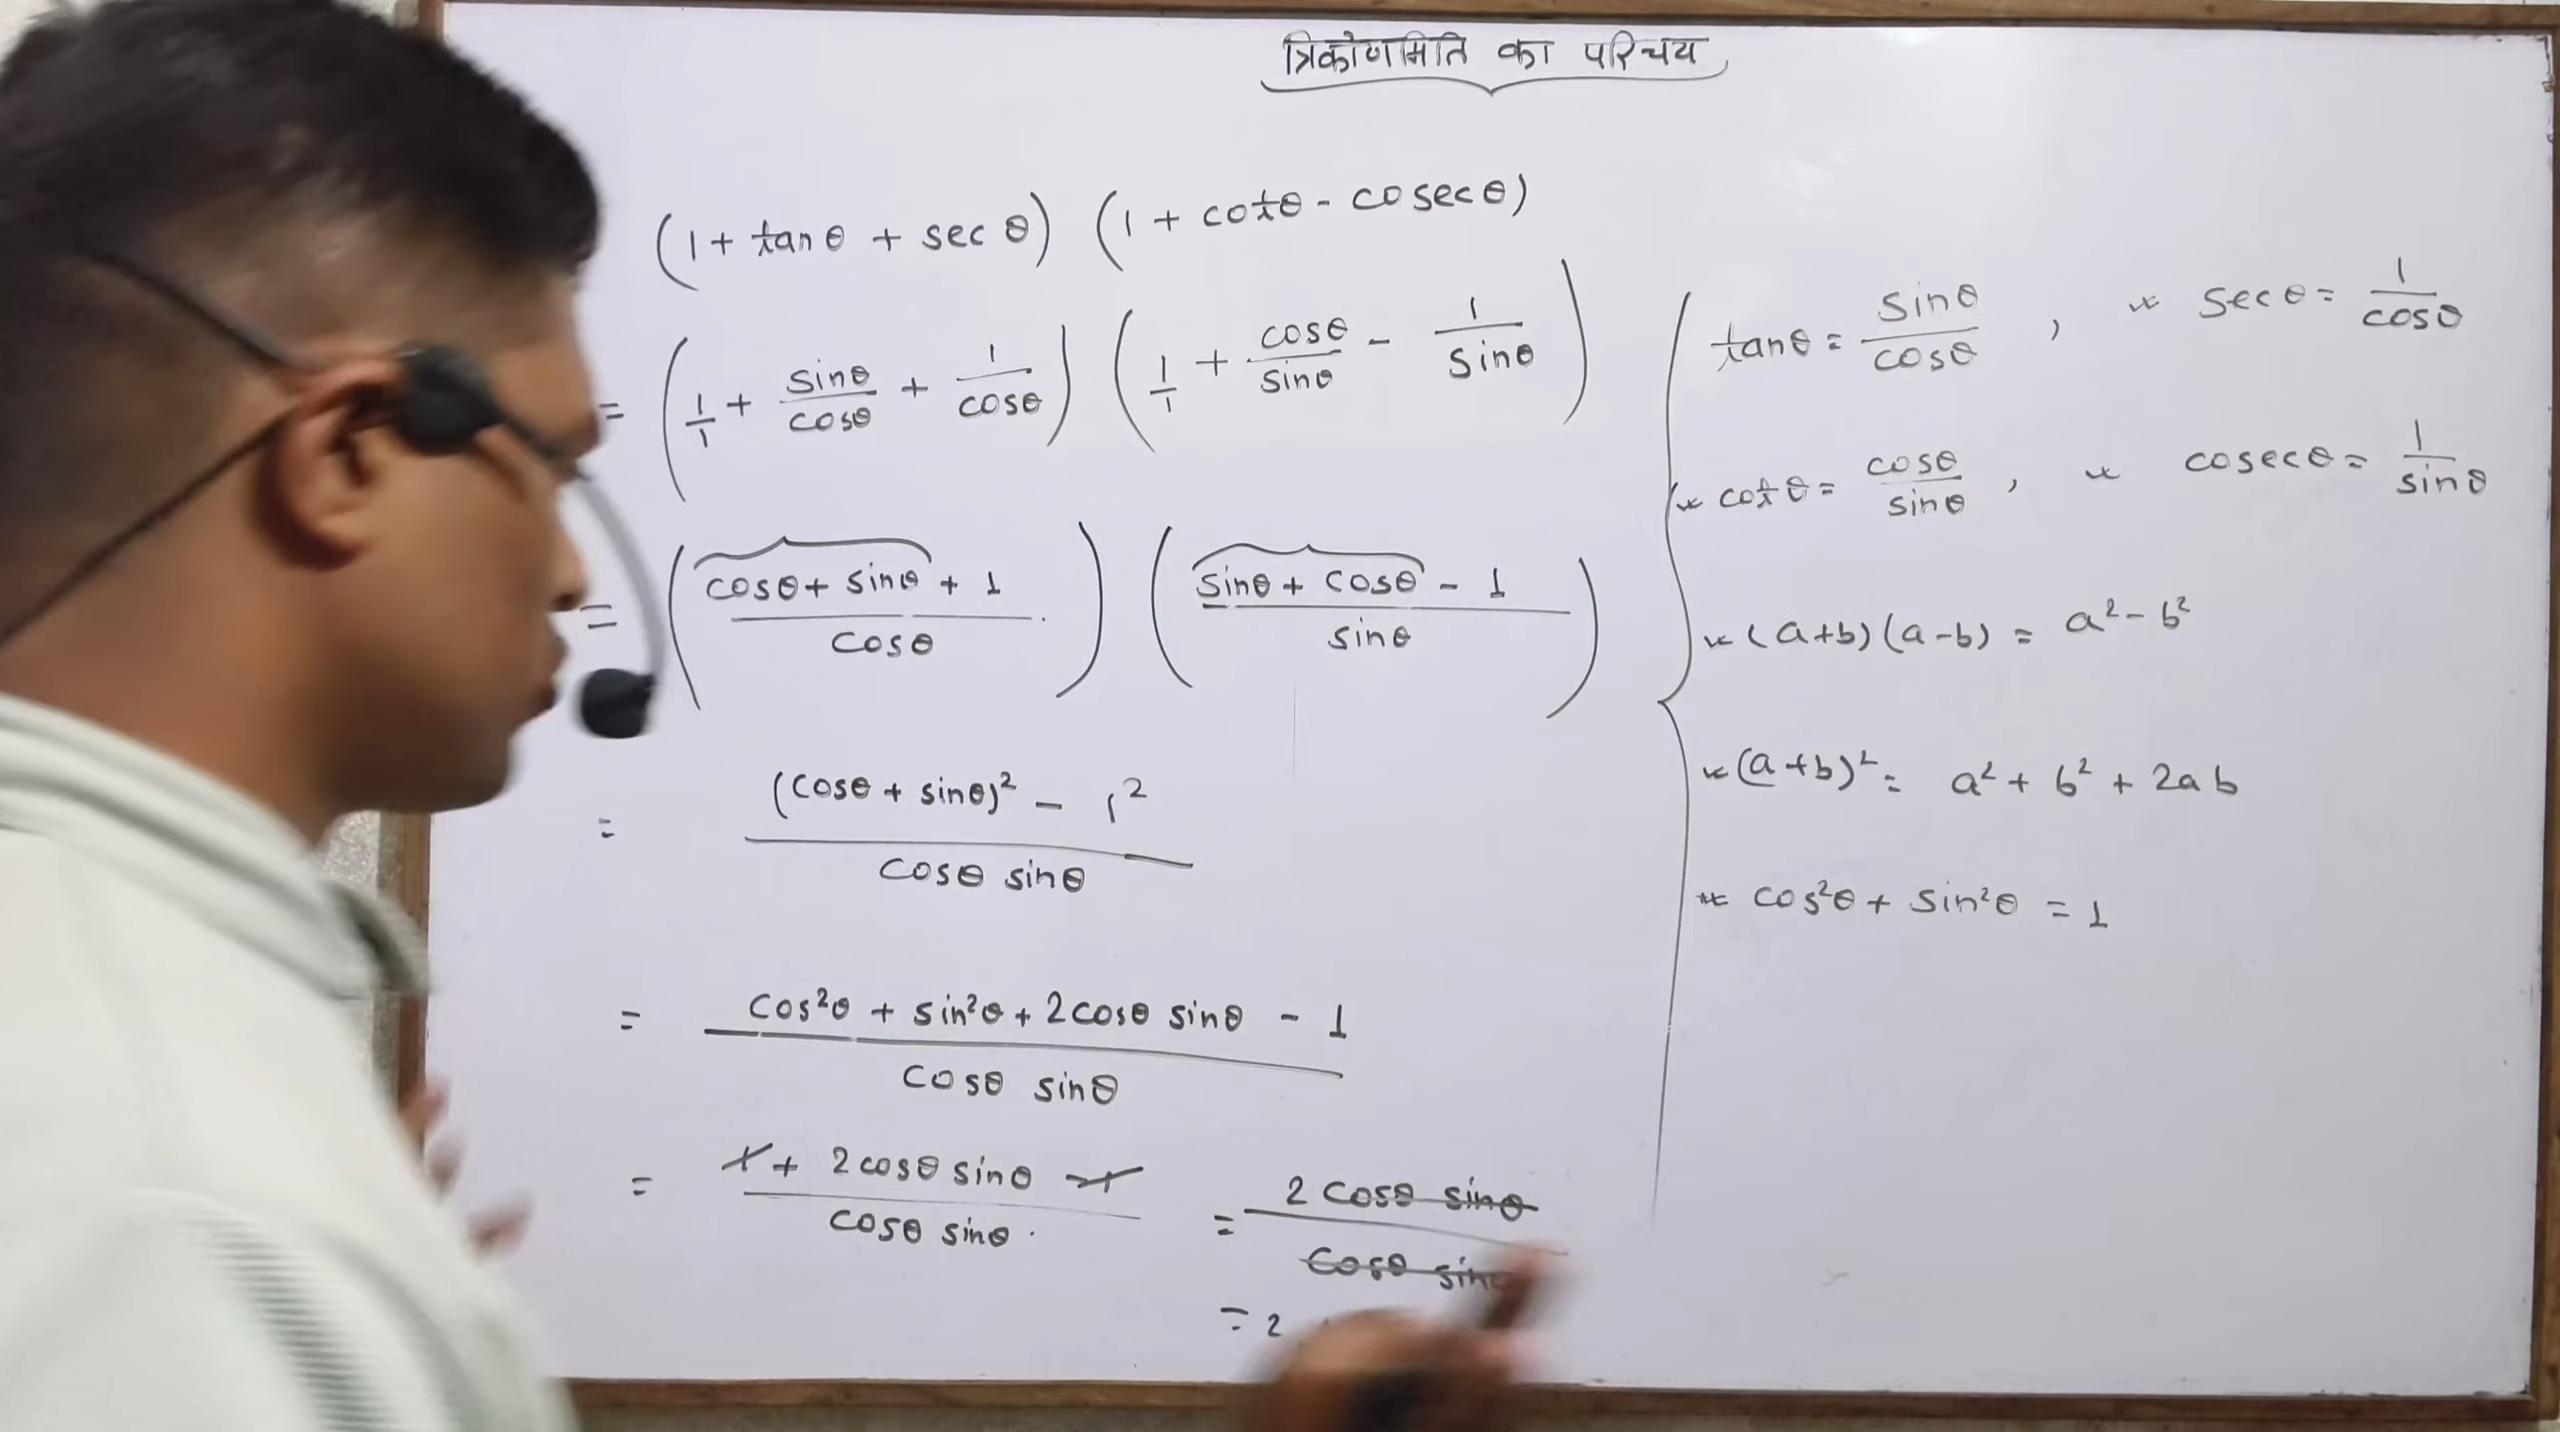 त्रिकोणमिति का परिचय
(1 + tanθ + sec θ) (1 + cotθ - cosecθ)
= (1/1 + sinθ/cosθ + 1/cosθ) (1/1 + cosθ/sinθ - 1/sinθ)
= ((cosθ + sinθ + 1)/cosθ) ((sinθ + cosθ - 1)/sinθ)
= ((cosθ + sinθ)² - 1²)/(cosθ sinθ)
= (cos²θ + sin²θ + 2cosθ sinθ - 1)/(cosθ sinθ)
= (1 + 2cosθ sinθ - 1)/(cosθ sinθ) = (2 cosθ sinθ)/(cosθ sinθ)
= 2
tanθ = sinθ/cosθ , * secθ = 1/cosθ
* cotθ = cosθ/sinθ , * cosecθ = 1/sinθ
* (a+b)(a-b) = a² - b²
* (a+b)² = a² + b² + 2ab
* cos²θ + sin²θ = 1